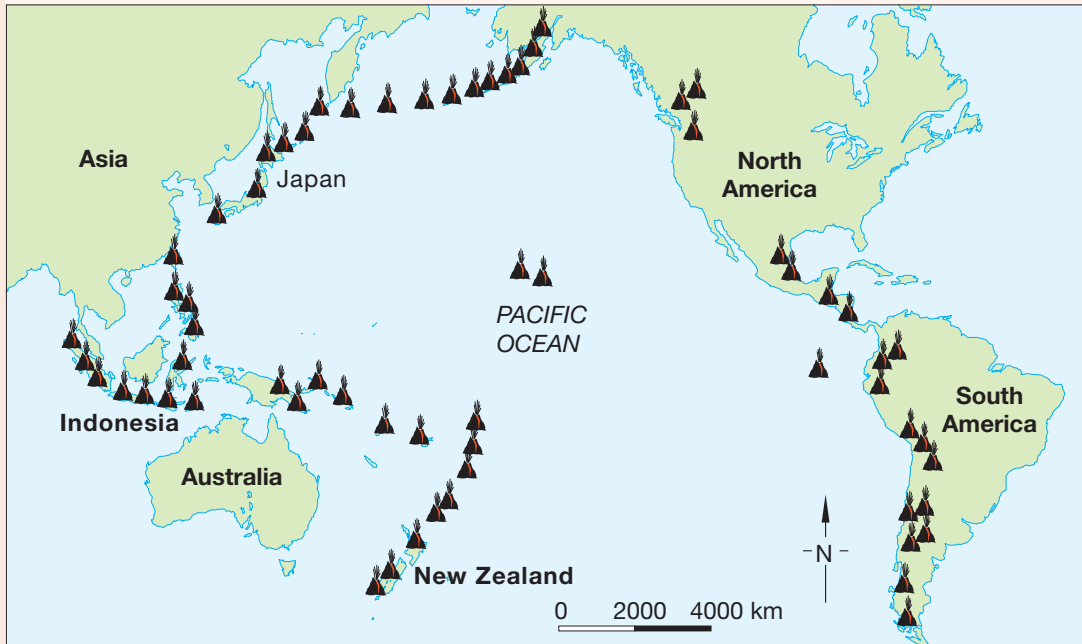 Asia
Japan
North
America
PACIFIC
OCEAN
Indonesia
South
America
Australia
N
New Zealand
0 2000 4000 km